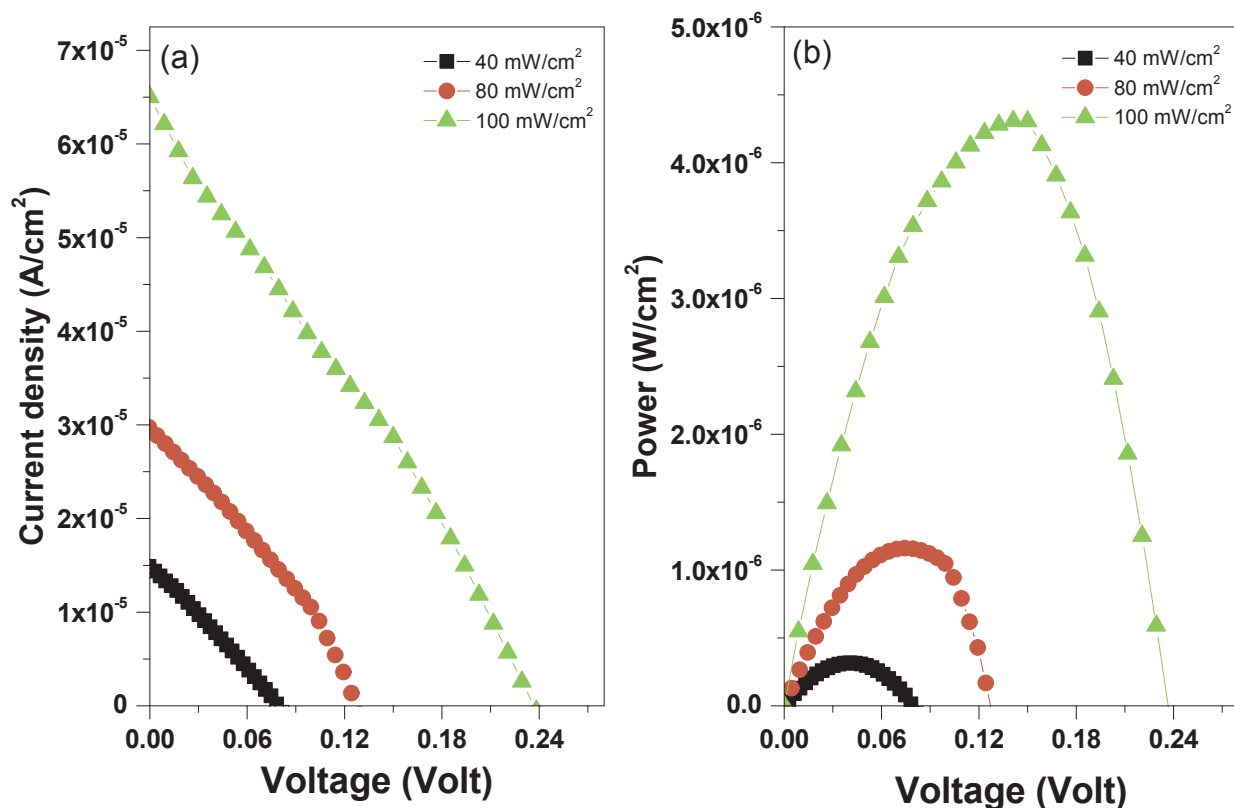 (a)
40 mW/cm²
80 mW/cm²
100 mW/cm²
7x10⁻⁵
6x10⁻⁵
5x10⁻⁵
4x10⁻⁵
3x10⁻⁵
2x10⁻⁵
1x10⁻⁵
0
0.00 0.06 0.12 0.18 0.24
Current density (A/cm²)
Voltage (Volt)
(b)
40 mW/cm²
80 mW/cm²
100 mW/cm²
5.0x10⁻⁶
4.0x10⁻⁶
3.0x10⁻⁶
2.0x10⁻⁶
1.0x10⁻⁶
0.0
0.00 0.06 0.12 0.18 0.24
Power (W/cm²)
Voltage (Volt)